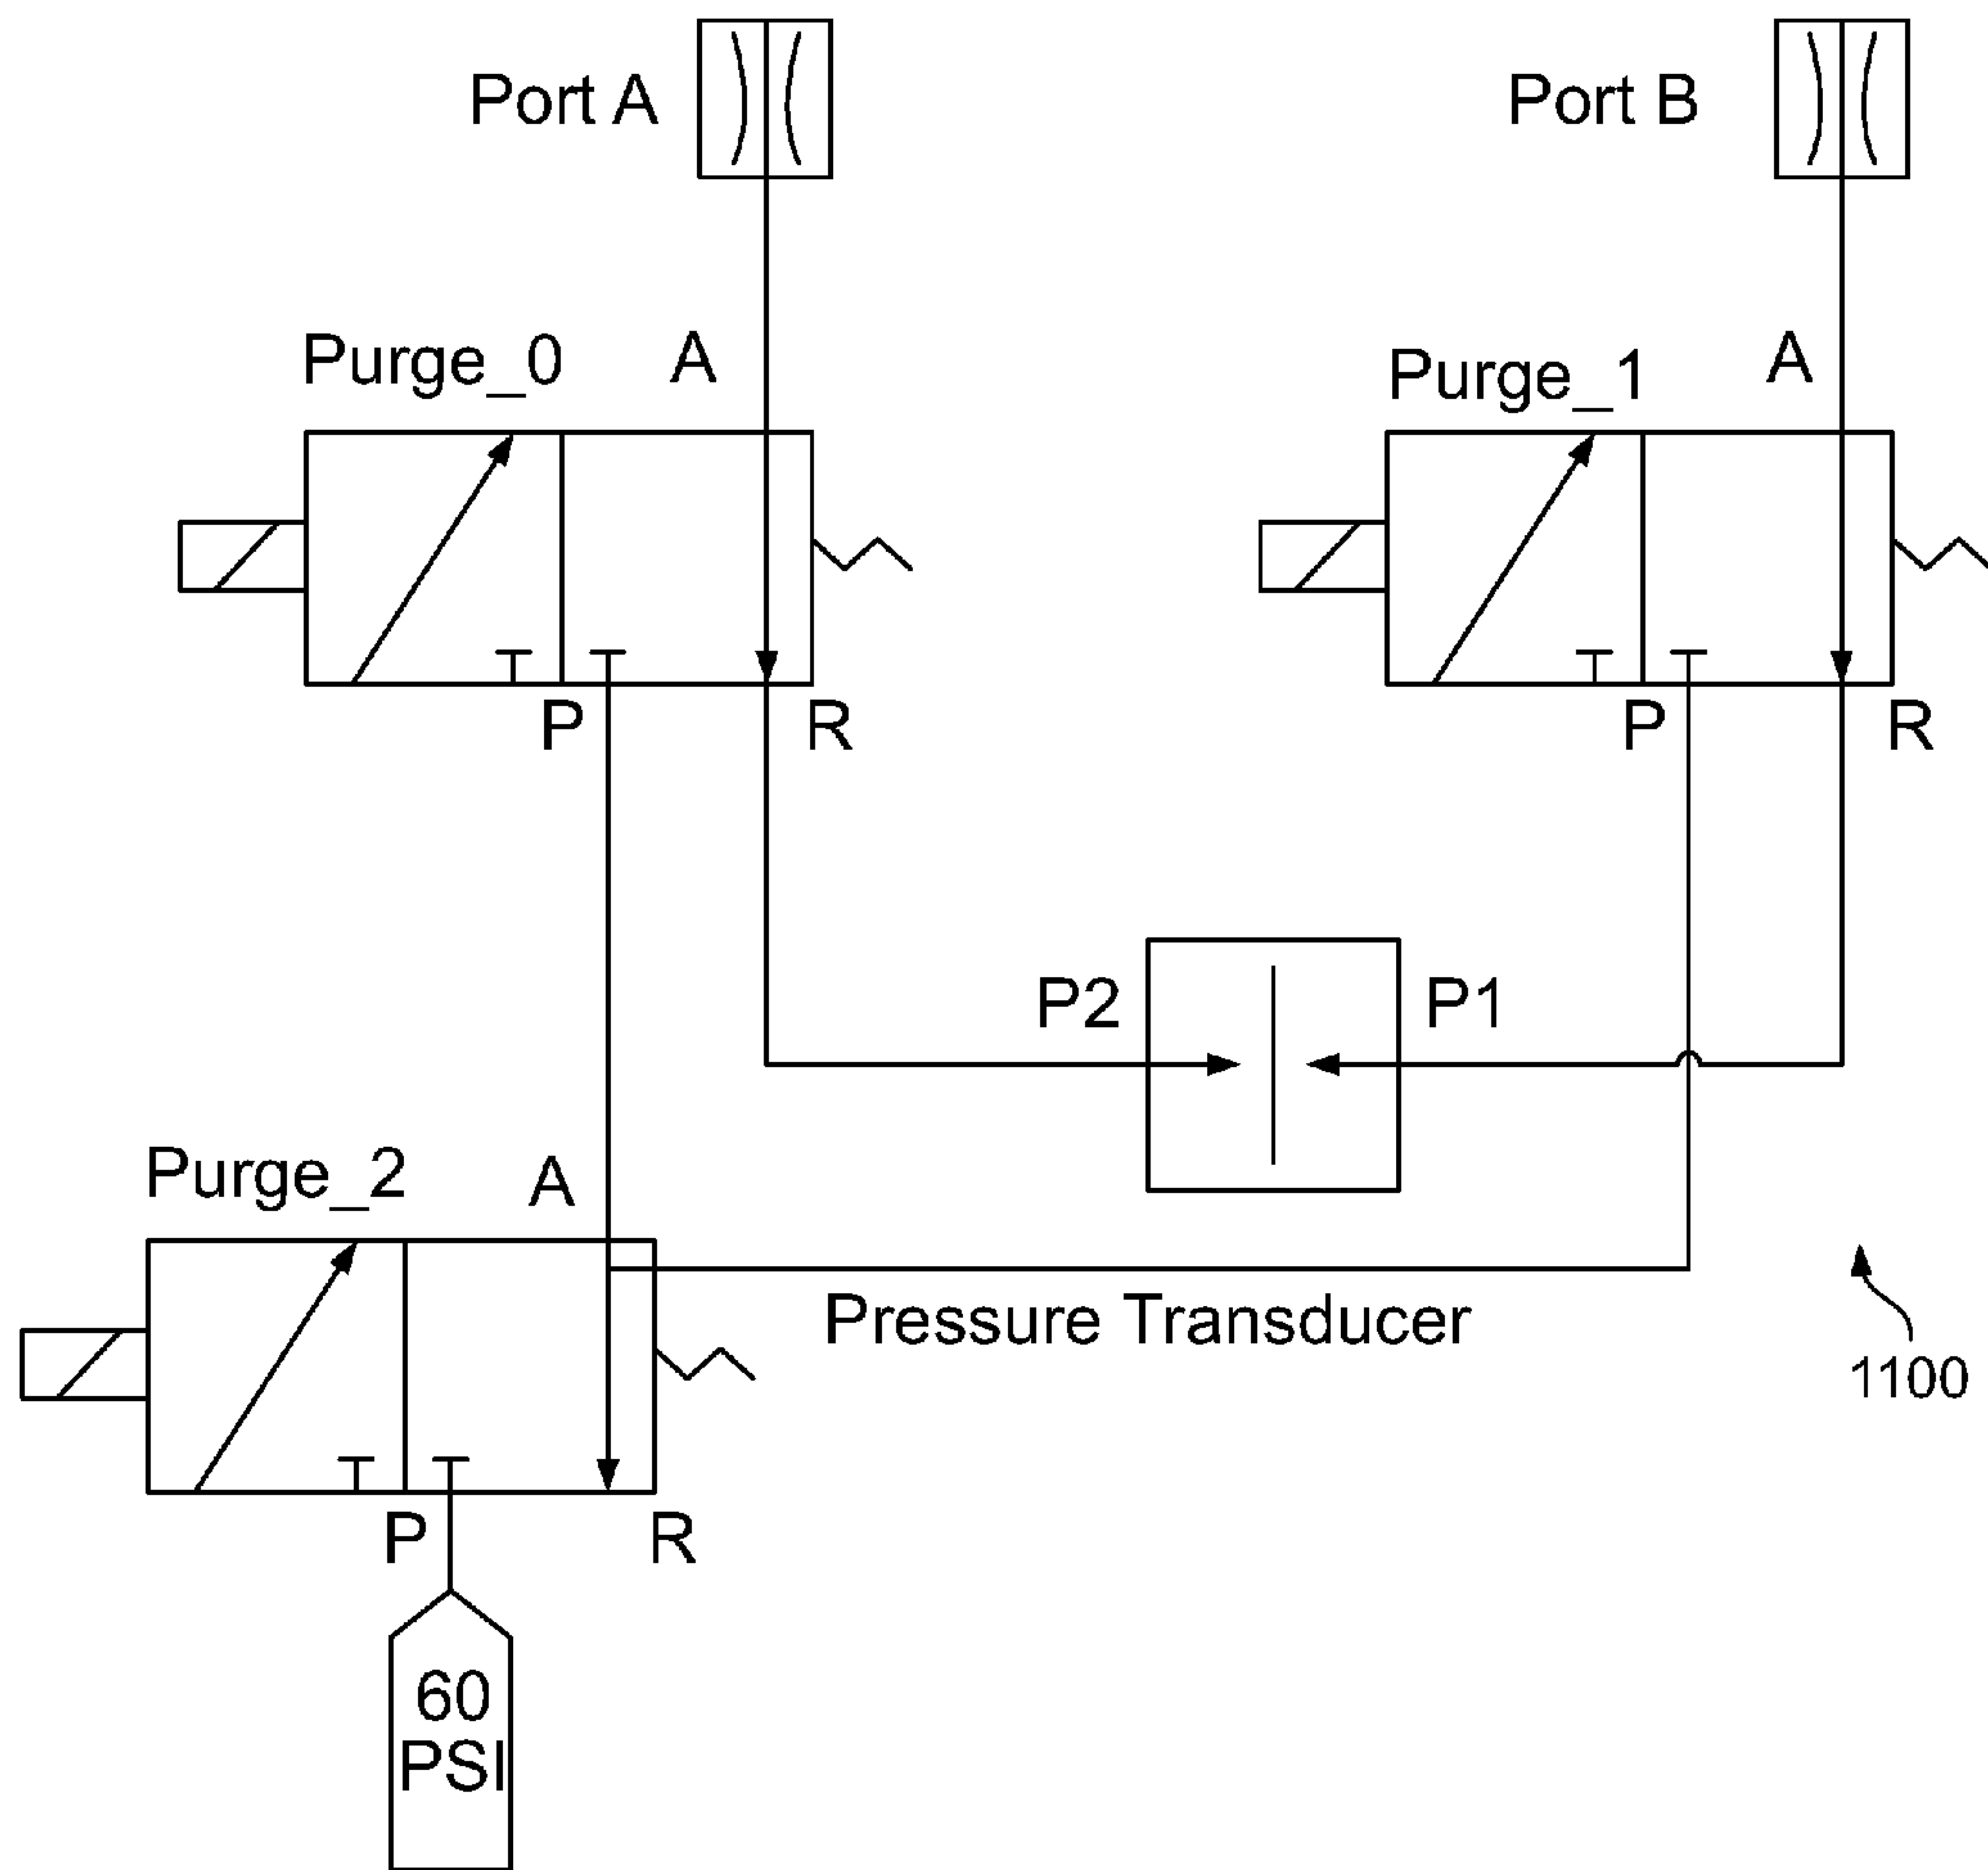 Port A
Port B
Purge_0
A
Purge_1
A
P
R
P
R
P2
P1
Purge_2
A
Pressure Transducer
1100
P
R
60
PSI